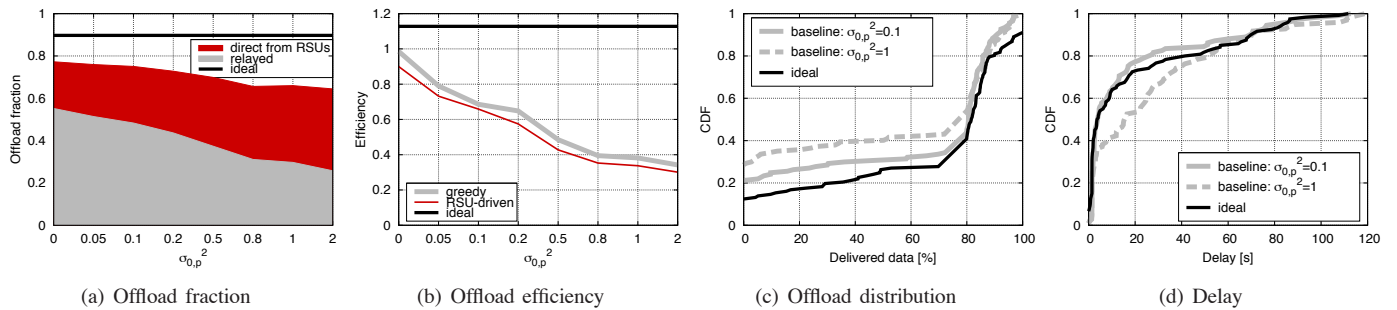 1
0.8
0.6
0.4
0.2
0
Offload fraction
direct from RSUs
relayed
ideal
0 0.05 0.1 0.2 0.5 0.8 1 2
σ0,p²
(a) Offload fraction
1.2
1
0.8
0.6
0.4
0.2
0
Efficiency
greedy
RSU-driven
ideal
0 0.05 0.1 0.2 0.5 0.8 1 2
σ0,p²
(b) Offload efficiency
1
0.8
0.6
0.4
0.2
0
CDF
baseline: σ0,p²=0.1
baseline: σ0,p²=1
ideal
0 20 40 60 80 100
Delivered data [%]
(c) Offload distribution
1
0.8
0.6
0.4
0.2
0
CDF
baseline: σ0,p²=0.1
baseline: σ0,p²=1
ideal
0 20 40 60 80 100 120
Delay [s]
(d) Delay